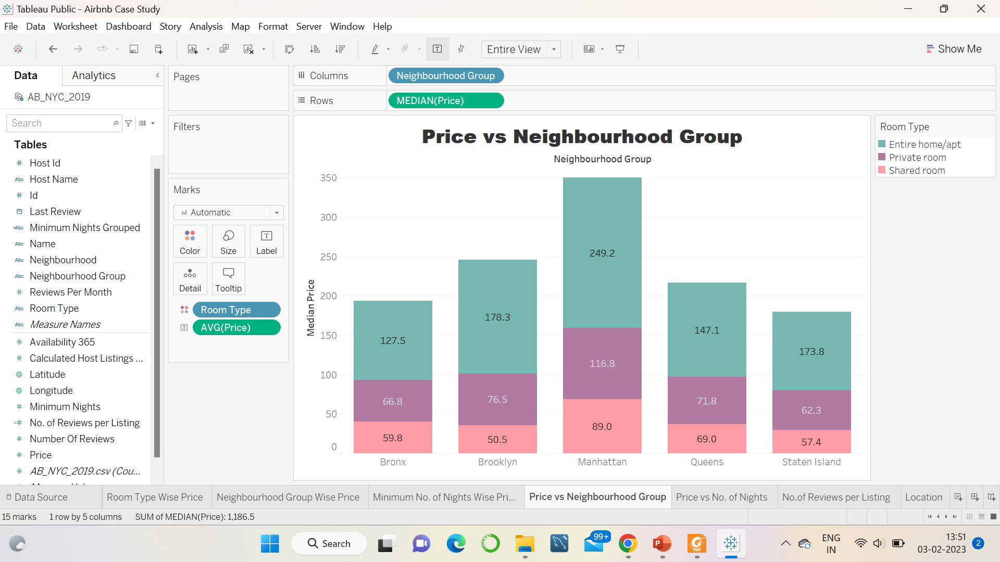 Tableau Public - Airbnb Case Study
File Data Worksheet Dashboard Story Analysis Map Format Server Window Help
Entire View
Show Me
Data
Analytics
AB_NYC_2019
Search
Tables
# Host Id
Abc Host Name
# Id
Last Review
=Abc Minimum Nights Grouped
Abc Name
Abc Neighbourhood
Abc Neighbourhood Group
# Reviews Per Month
Abc Room Type
Abc Measure Names
# Availability 365
# Calculated Host Listings ...
Latitude
Longitude
# Minimum Nights
=# No. of Reviews per Listing
# Number Of Reviews
# Price
# AB_NYC_2019.csv (Cou...
Pages
Filters
Marks
Automatic
Color
Size
T
Label
Detail
Tooltip
Room Type
T AVG(Price)
Columns
Neighbourhood Group
Rows
MEDIAN(Price)
Price vs Neighbourhood Group
Neighbourhood Group
Median Price
350
300
250
200
150
100
50
0
127.5
66.8
59.8
178.3
76.5
50.5
249.2
116.8
89.0
147.1
71.8
69.0
173.8
62.3
57.4
Bronx
Brooklyn
Manhattan
Queens
Staten Island
Room Type
Entire home/apt
Private room
Shared room
Data Source
Room Type Wise Price
Neighbourhood Group Wise Price
Minimum No. of Nights Wise Pri...
Price vs Neighbourhood Group
Price vs No. of Nights
No.of Reviews per Listing
Location
15 marks
1 row by 5 columns
SUM of MEDIAN(Price): 1,186.5
Search
99+
P
PDF
ENG
IN
13:51
03-02-2023
2